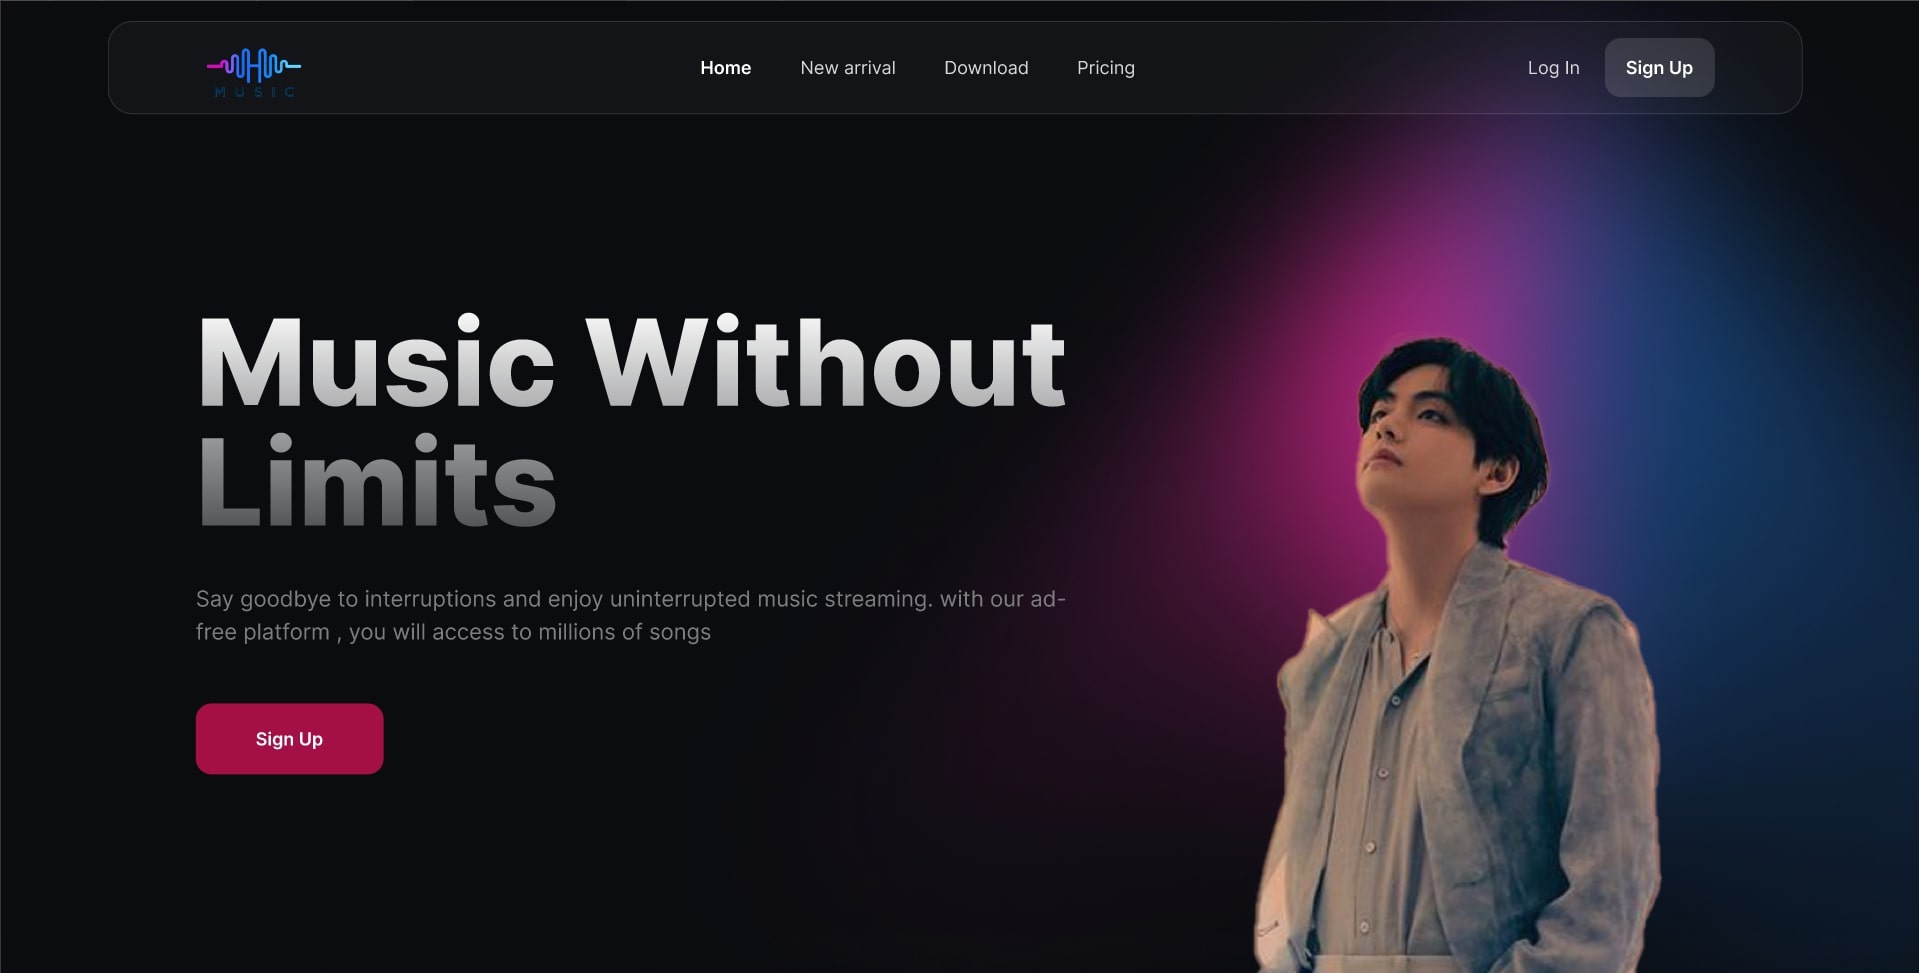 MUSIC
Home
New arrival
Download
Pricing
Log In
Sign Up
Music Without
Limits
Say goodbye to interruptions and enjoy uninterrupted music streaming. with our ad-
free platform , you will access to millions of songs
Sign Up